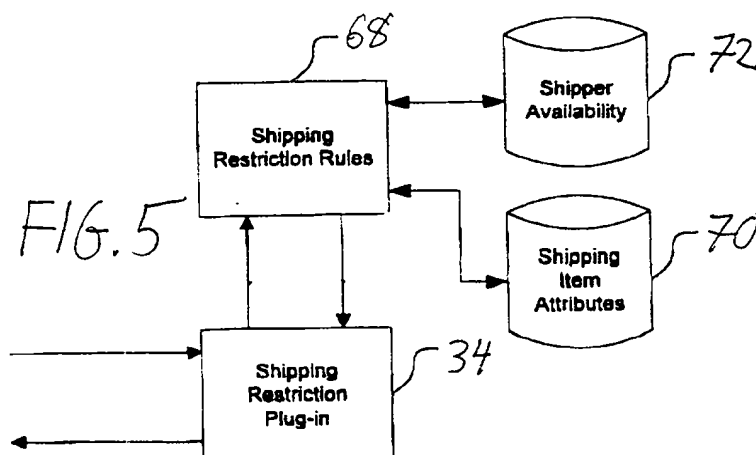 68
72
Shipper
Availability
Shipping
Restriction Rules
FIG. 5
70
Shipping
Item
Attributes
34
Shipping
Restriction
Plug-in